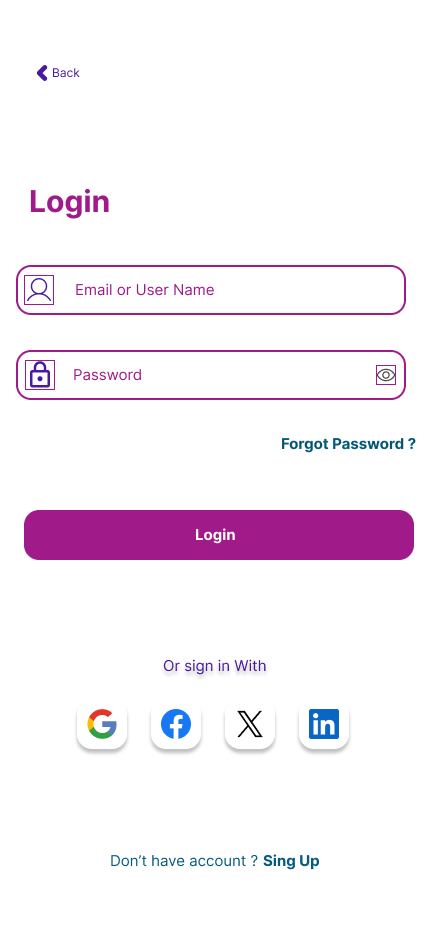 Back
Login
Email or User Name
Password
Forgot Password ?
Login
Or sign in With
Don’t have account ? Sing Up